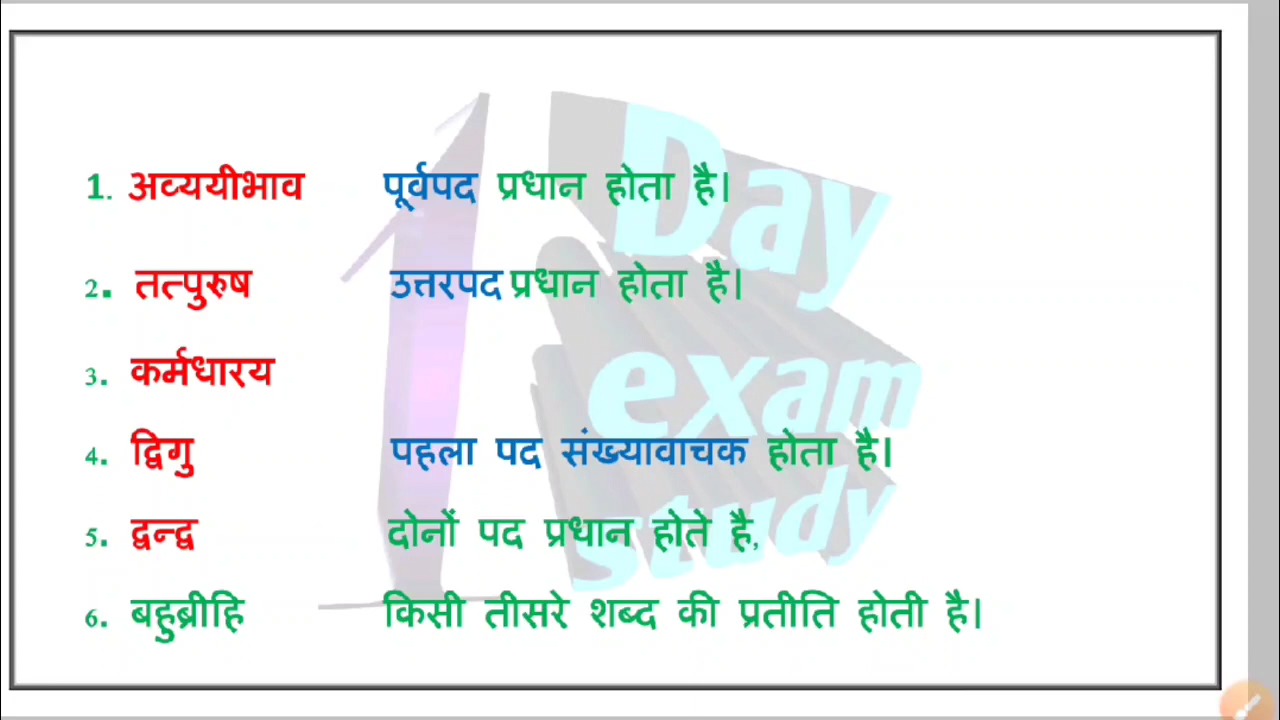 1. अव्ययीभाव पूर्वपद प्रधान होता है।
2. तत्पुरुष उत्तरपद प्रधान होता है।
3. कर्मधारय
4. द्विगु पहला पद संख्यावाचक होता है।
5. द्वन्द्व दोनों पद प्रधान होते है,
6. बहुब्रीहि किसी तीसरे शब्द की प्रतीति होती है।
1 Day
exam
study